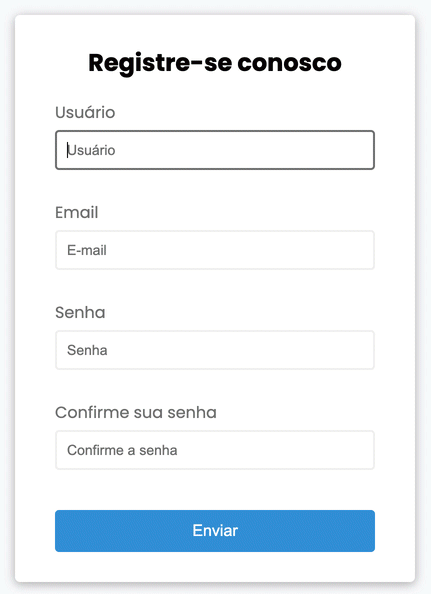 Registre-se conosco
Usuário
Usuário
Email
E-mail
Senha
Senha
Confirme sua senha
Confirme a senha
Enviar